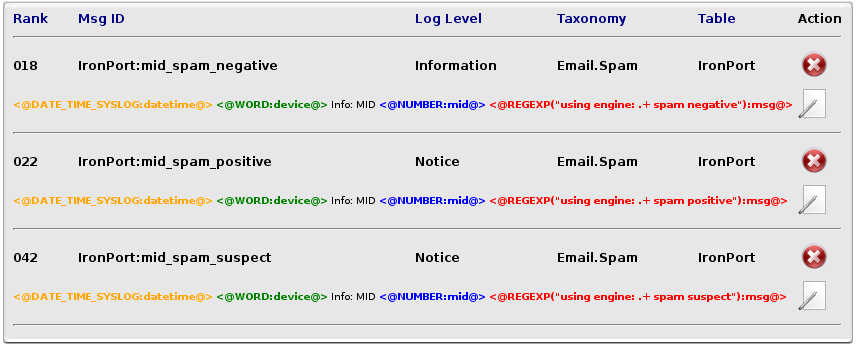 Rank Msg ID Log Level Taxonomy Table Action
018 IronPort:mid_spam_negative Information Email.Spam IronPort
<@DATE_TIME_SYSLOG:datetime@> <@WORD:device@> Info: MID <@NUMBER:mid@> <@REGEXP("using engine: .+ spam negative"):msg@>
022 IronPort:mid_spam_positive Notice Email.Spam IronPort
<@DATE_TIME_SYSLOG:datetime@> <@WORD:device@> Info: MID <@NUMBER:mid@> <@REGEXP("using engine: .+ spam positive"):msg@>
042 IronPort:mid_spam_suspect Notice Email.Spam IronPort
<@DATE_TIME_SYSLOG:datetime@> <@WORD:device@> Info: MID <@NUMBER:mid@> <@REGEXP("using engine: .+ spam suspect"):msg@>